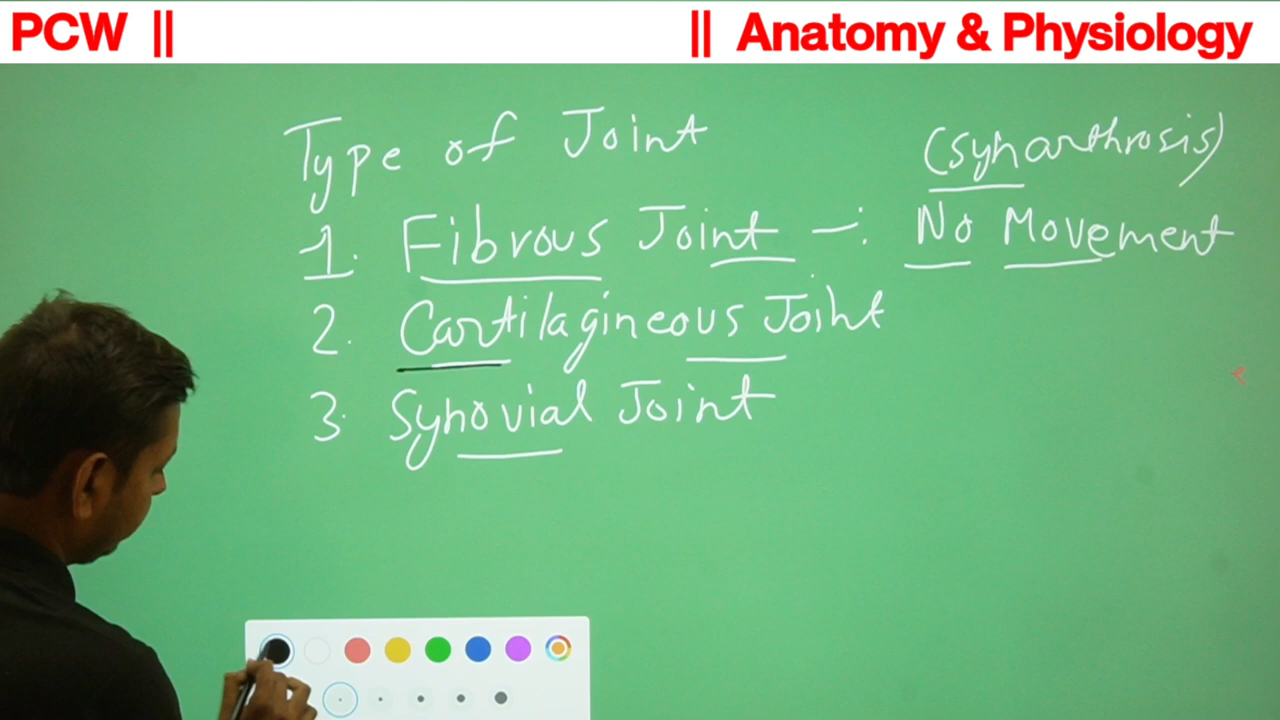 PCW || || Anatomy & Physiology
Type of Joint
(synarthrosis)
1. Fibrous Joint -: No Movement
2. Cartilagineous Joint
3. Synovial Joint